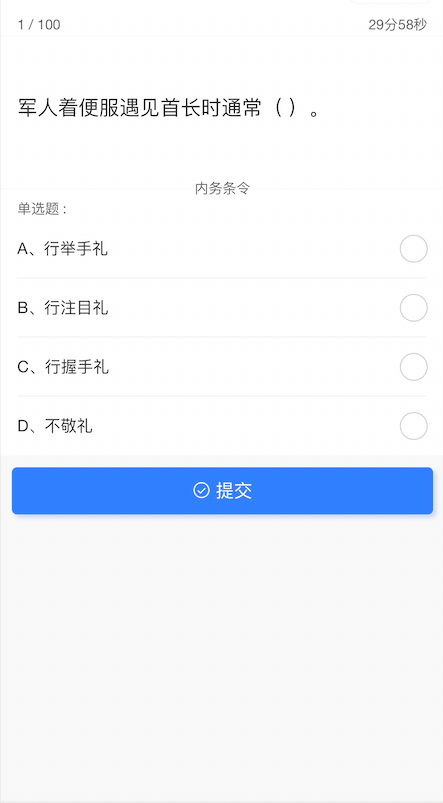 1 / 100 29分58秒
军人着便服遇见首长时通常（ ）。
内务条令
单选题：
A、行举手礼
B、行注目礼
C、行握手礼
D、不敬礼
提交